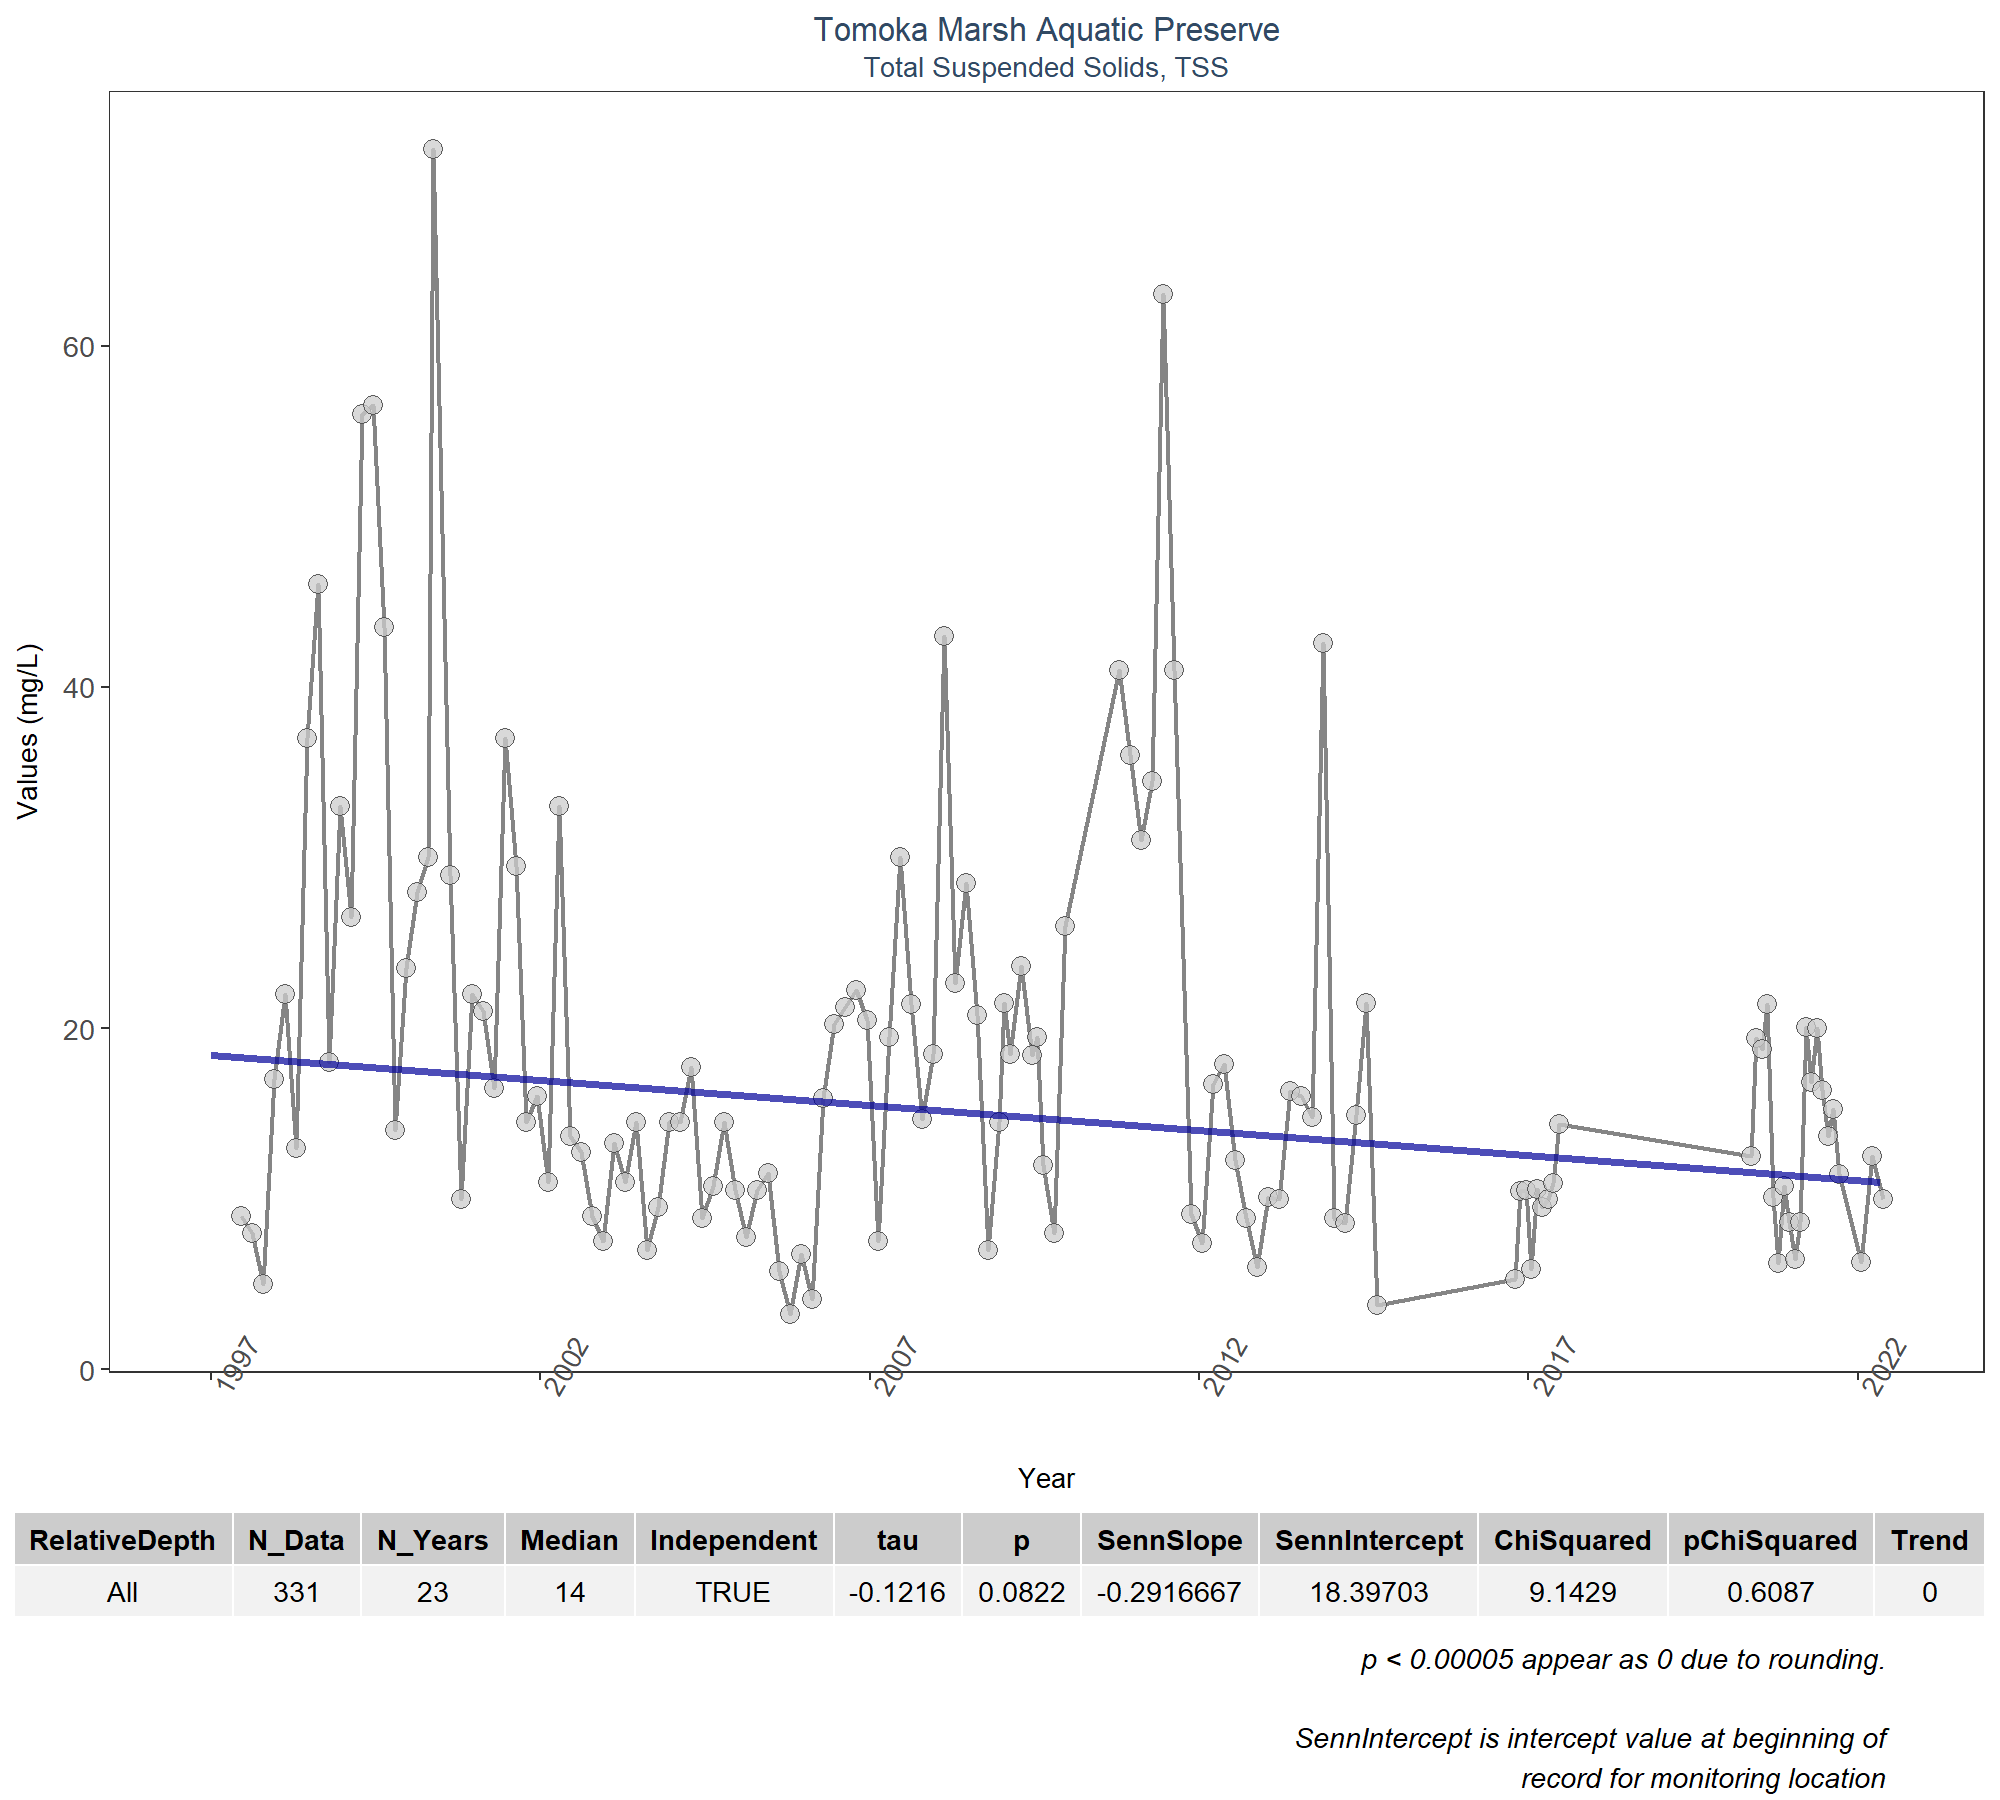 Tomoka Marsh Aquatic Preserve
Total Suspended Solids, TSS
Values (mg/L)
60
40
20
0
1997
2002
2007
2012
2017
2022
Year
RelativeDepth N_Data N_Years Median Independent tau p SennSlope SennIntercept ChiSquared pChiSquared Trend
All 331 23 14 TRUE -0.1216 0.0822 -0.2916667 18.39703 9.1429 0.6087 0
p < 0.00005 appear as 0 due to rounding.
SennIntercept is intercept value at beginning of
record for monitoring location